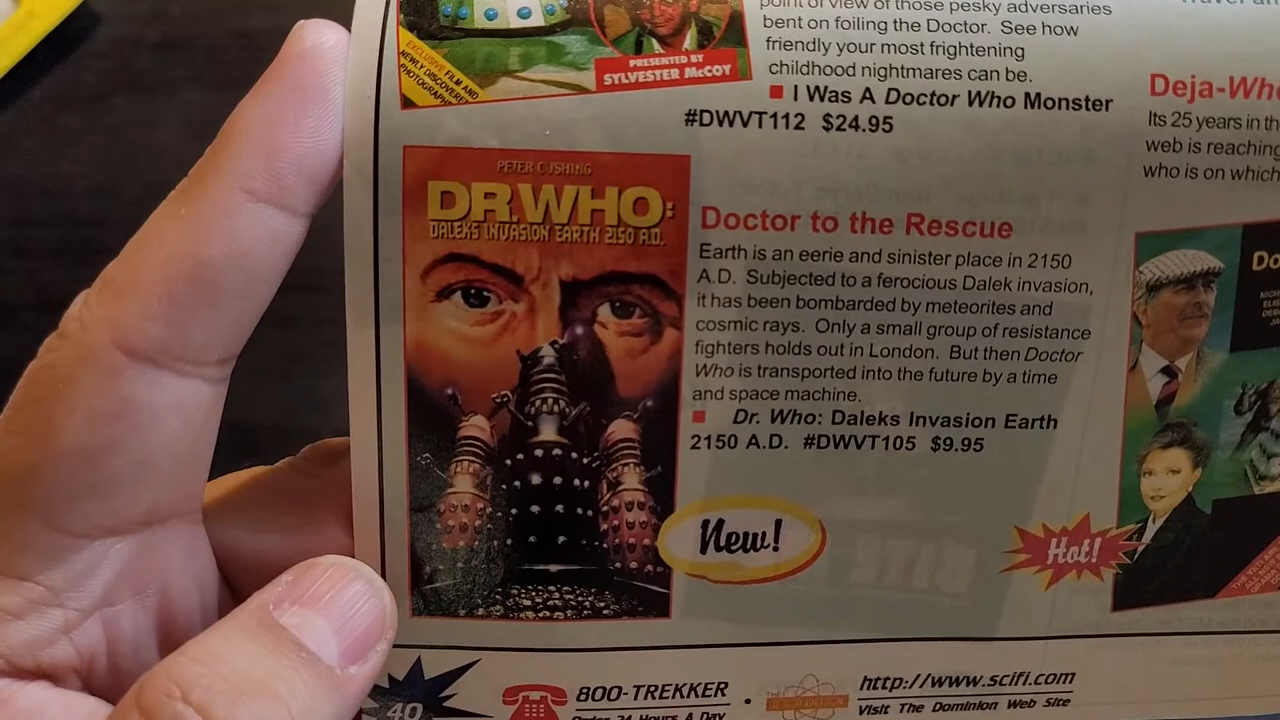 EXCLUSIVE FILM AND
NEWLY DISCOVERED
PRESENTED BY
SYLVESTER McCOY
point of view of those pesky adversaries
bent on foiling the Doctor. See how
friendly your most frightening
childhood nightmares can be.
I Was A Doctor Who Monster
#DWVT112 $24.95
PETER CUSHING
DR. WHO:
DALEKS INVASION EARTH 2150 A.D.
Doctor to the Rescue
Earth is an eerie and sinister place in 2150
A.D. Subjected to a ferocious Dalek invasion,
it has been bombarded by meteorites and
cosmic rays. Only a small group of resistance
fighters holds out in London. But then Doctor
Who is transported into the future by a time
and space machine.
Dr. Who: Daleks Invasion Earth
2150 A.D. #DWVT105 $9.95
New!
Deja-Who
Its 25 years in th
web is reaching
who is on which
Do
Hot!
40
800-TREKKER
Order 24 Hours A Day
http://www.scifi.com
Visit The Dominion Web Site